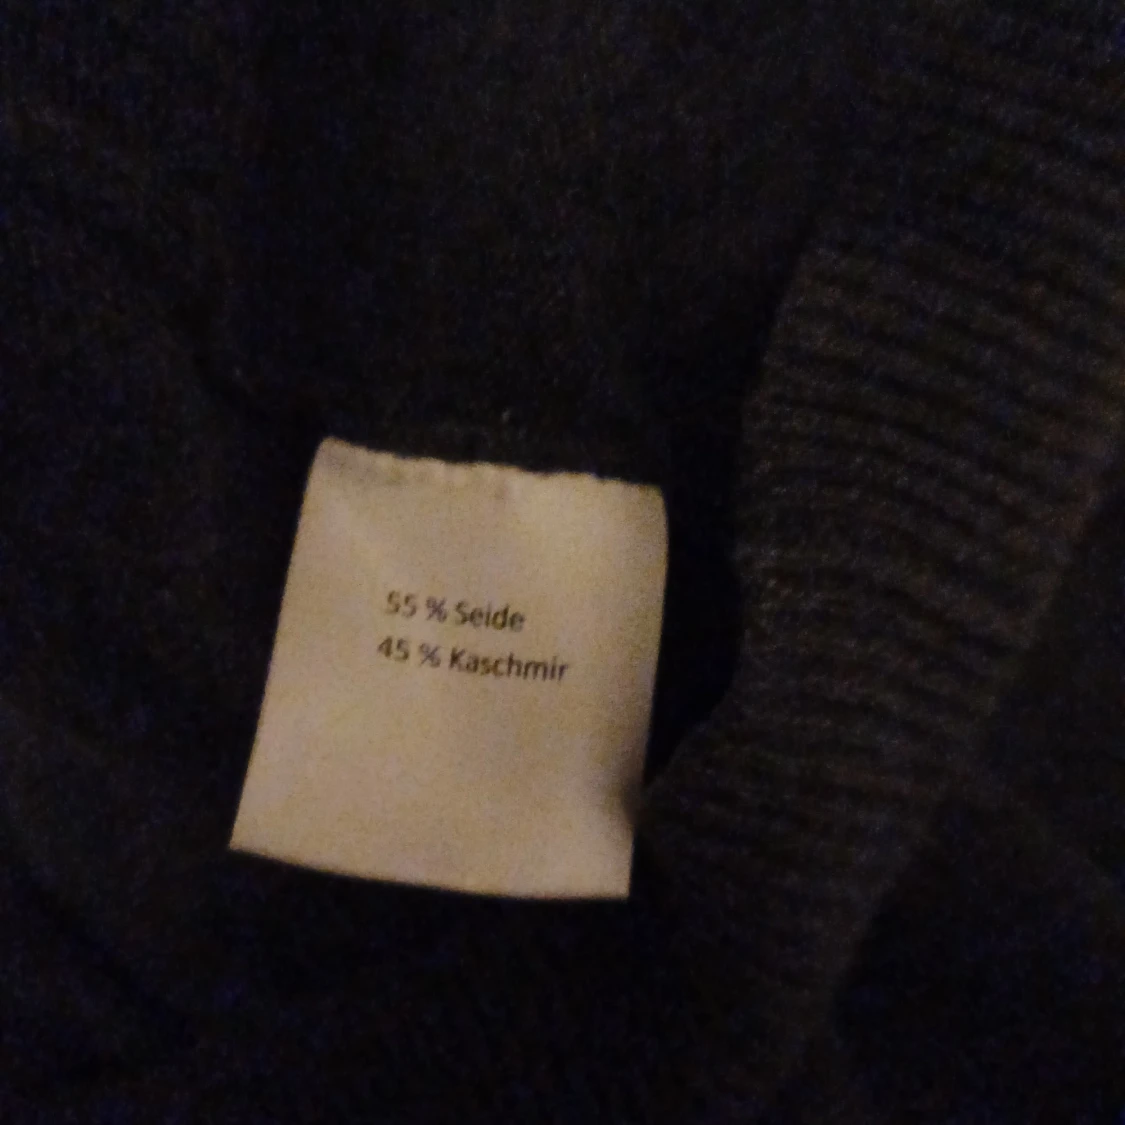 55 % Seide
45 % Kaschmir